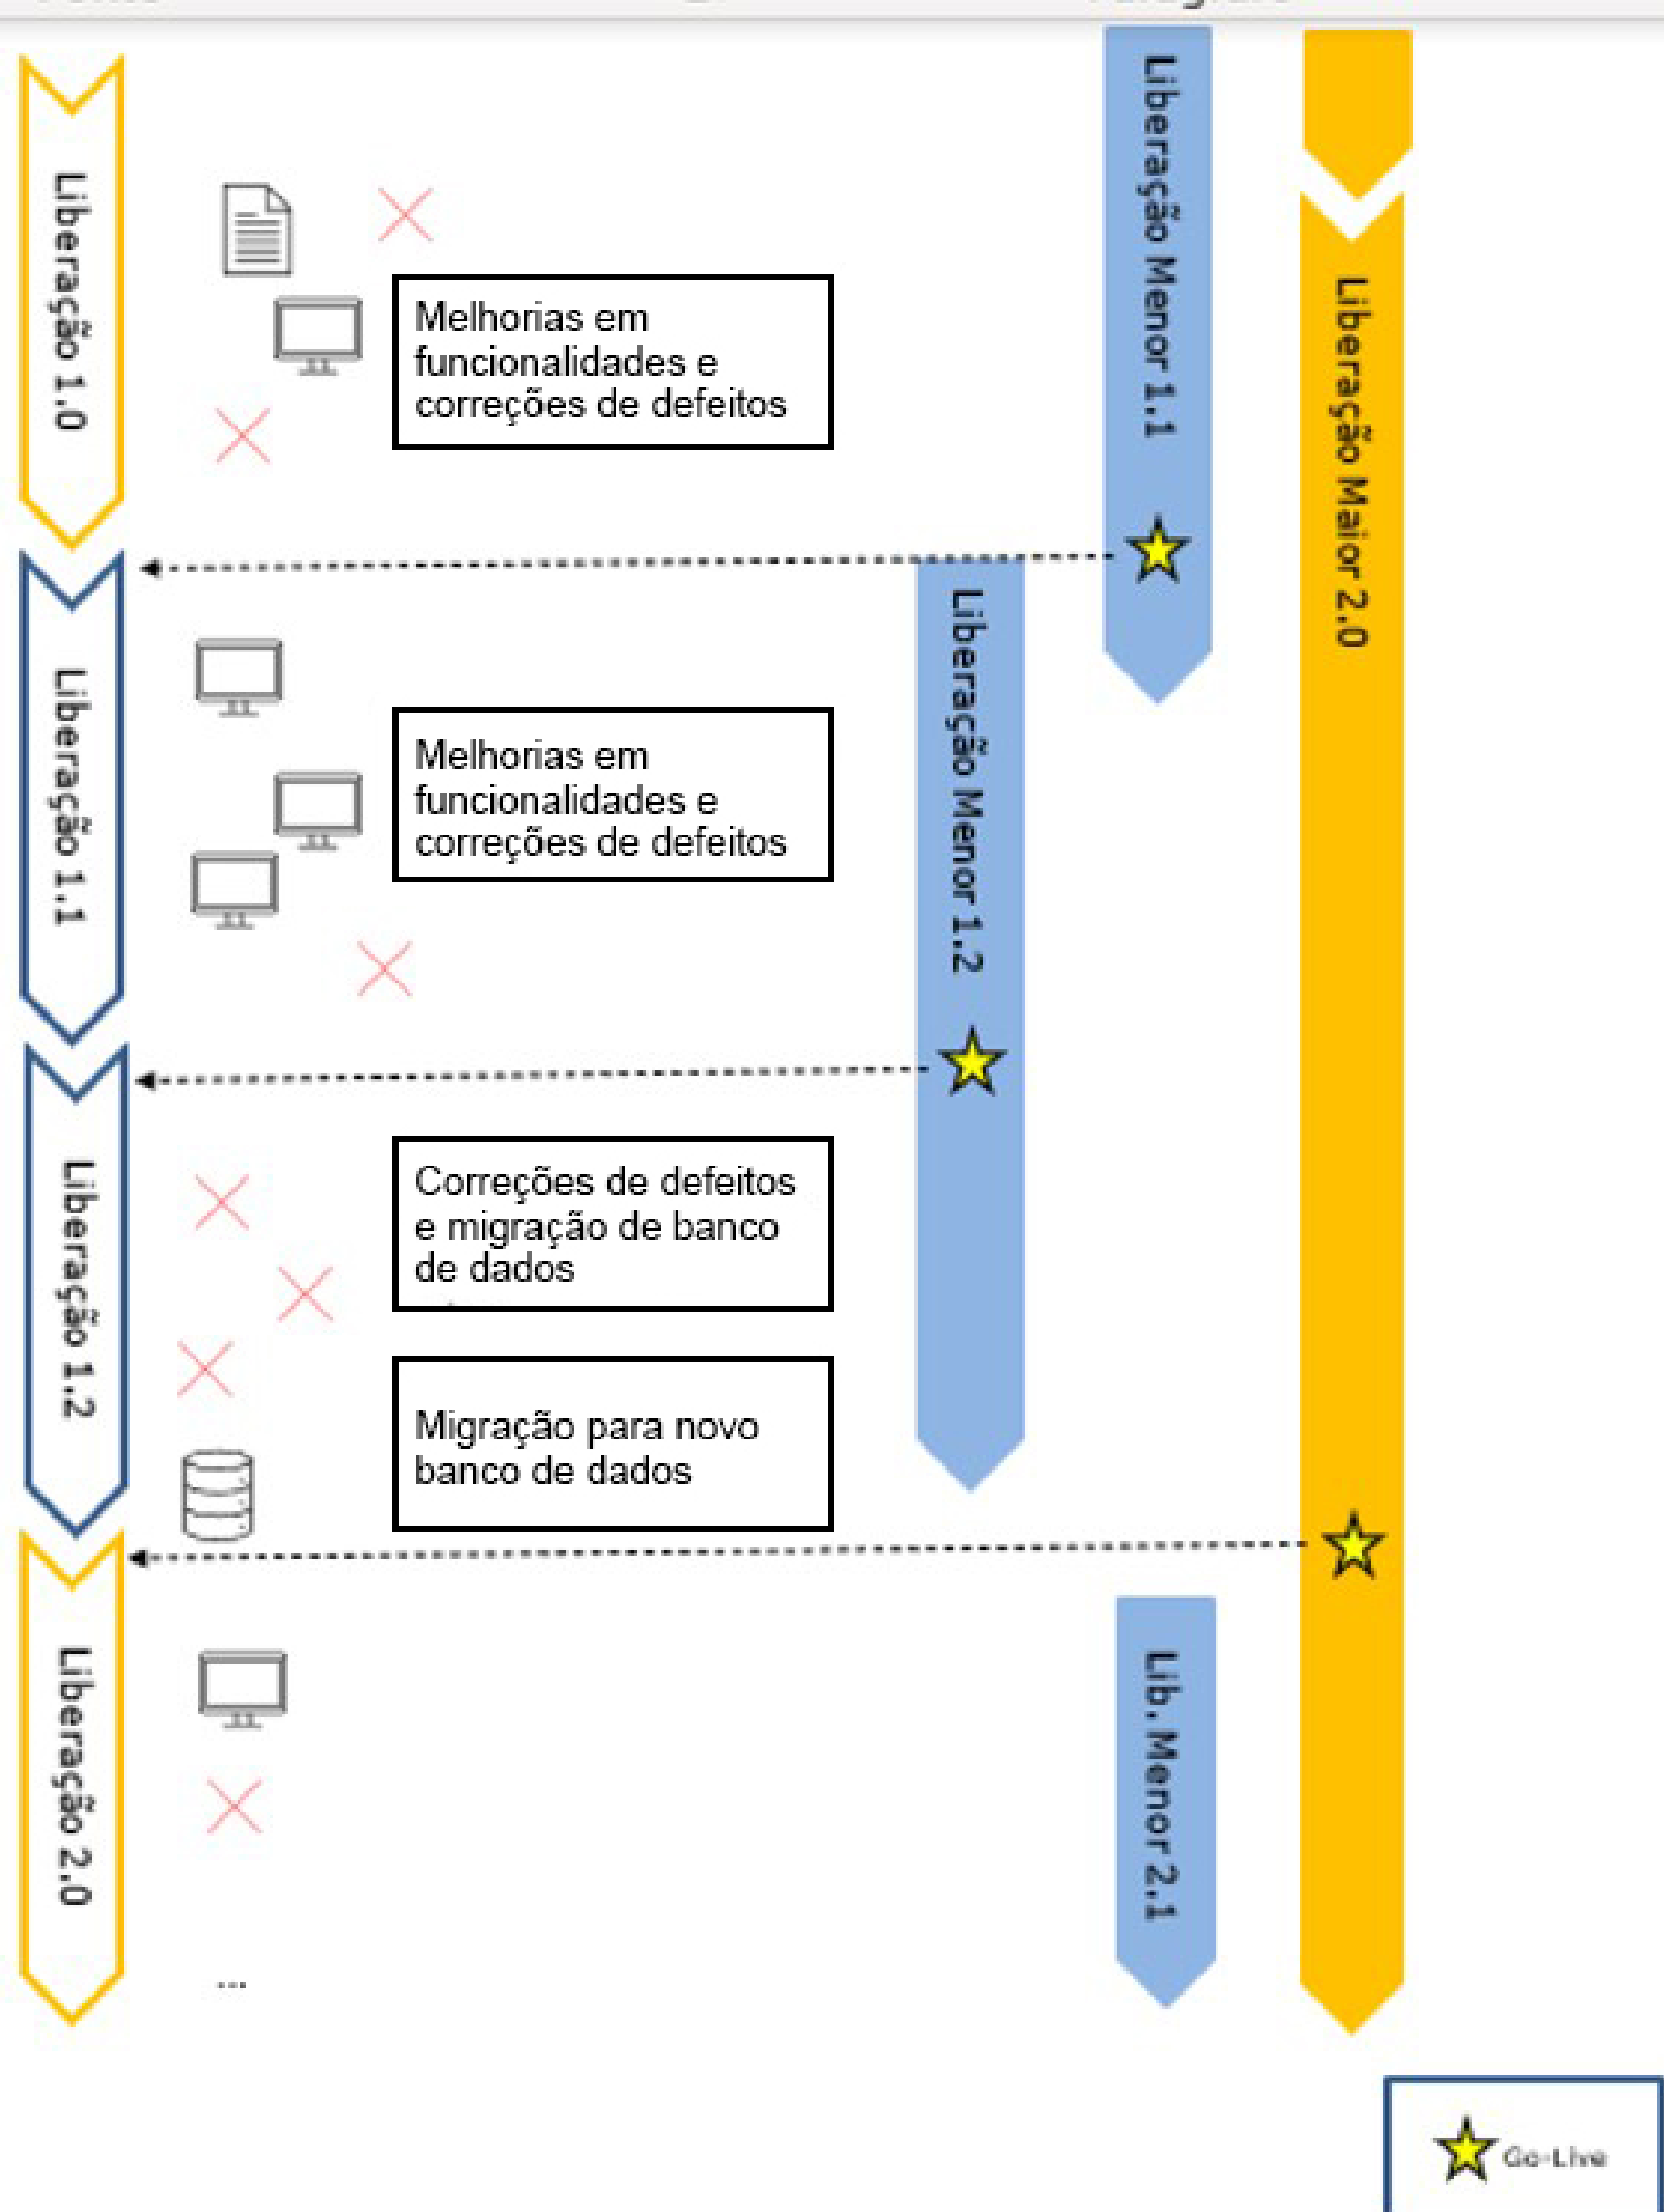 Liberação 1.0
Melhorias em
funcionalidades e
correções de defeitos
Liberação Menor 1.1
Liberação Maior 2.0
Liberação 1.1
Melhorias em
funcionalidades e
correções de defeitos
Liberação Menor 1.2
Liberação 1.2
Correções de defeitos
e migração de banco
de dados
Migração para novo
banco de dados
Liberação 2.0
...
Lib. Menor 2.1
Go-Live